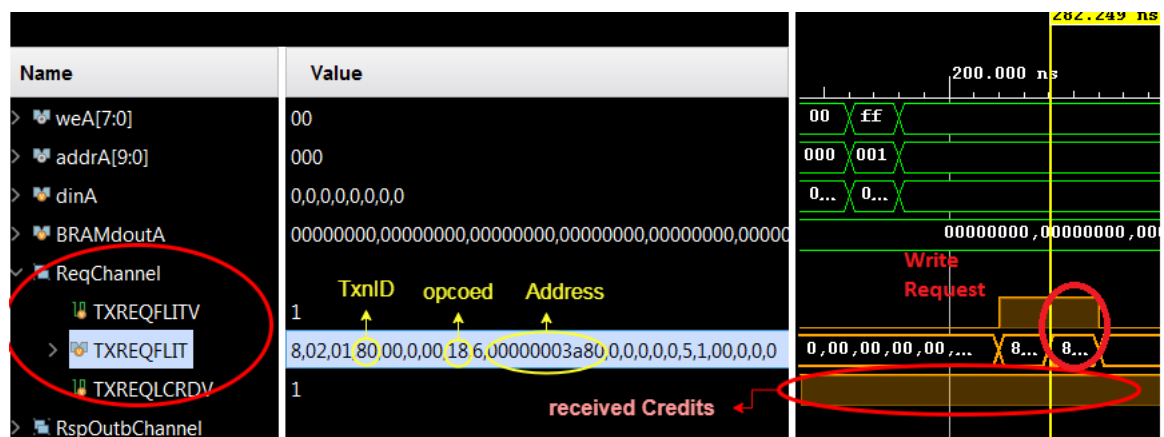 282.249 ns
Name Value
200.000 ns
weA[7:0] 00 00 ff
addrA[9:0] 000 000 001
dinA 0,0,0,0,0,0,0,0 0... 0...
BRAMdoutA 00000000,00000000,00000000,00000000,00000000,00000 00000000,00000000,000
ReqChannel
Write
Request
TxnID opcoed Address
TXREQFLITV 1
TXREQFLIT 8,02,01,80,00,0,00,18,6,00000003a80,0,0,0,0,0,5,1,00,0,0,0 0,00,00,00,00,... 8... 8...
TXREQLCRDV 1
received Credits
RspOutbChannel